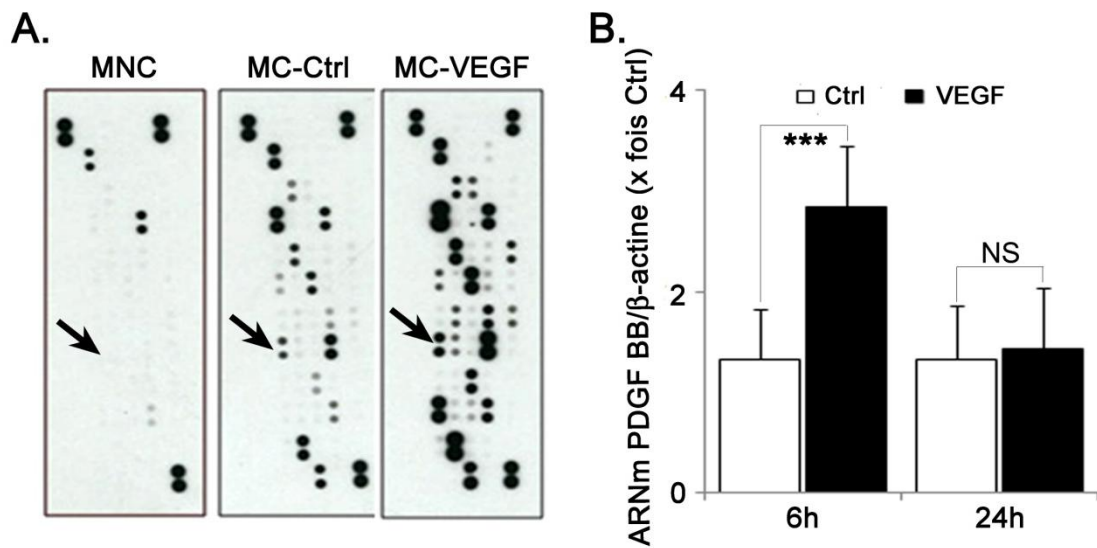 A.
MNC
MC-Ctrl
MC-VEGF
B.
ARNm PDGF BB/β-actine (x fois Ctrl)
Ctrl
VEGF
4
2
0
***
NS
6h
24h